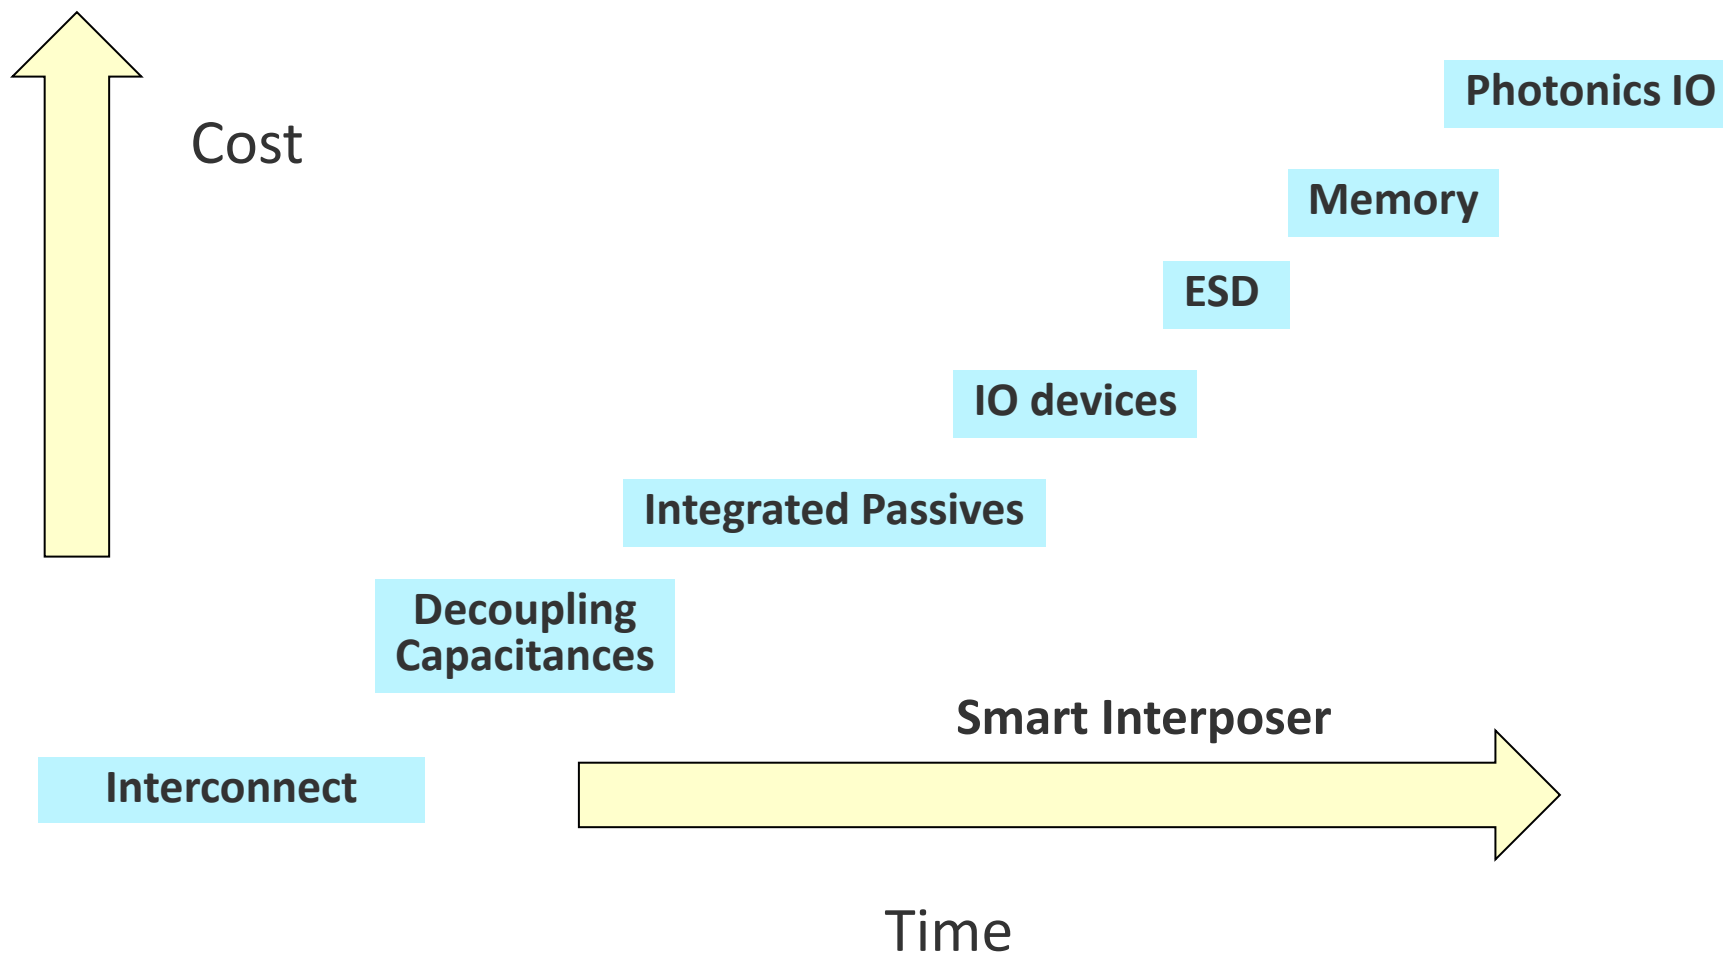 Photonics IO
Cost
Memory
ESD
IO devices
Integrated Passives
Decoupling
Capacitances
Smart Interposer
Interconnect
Time